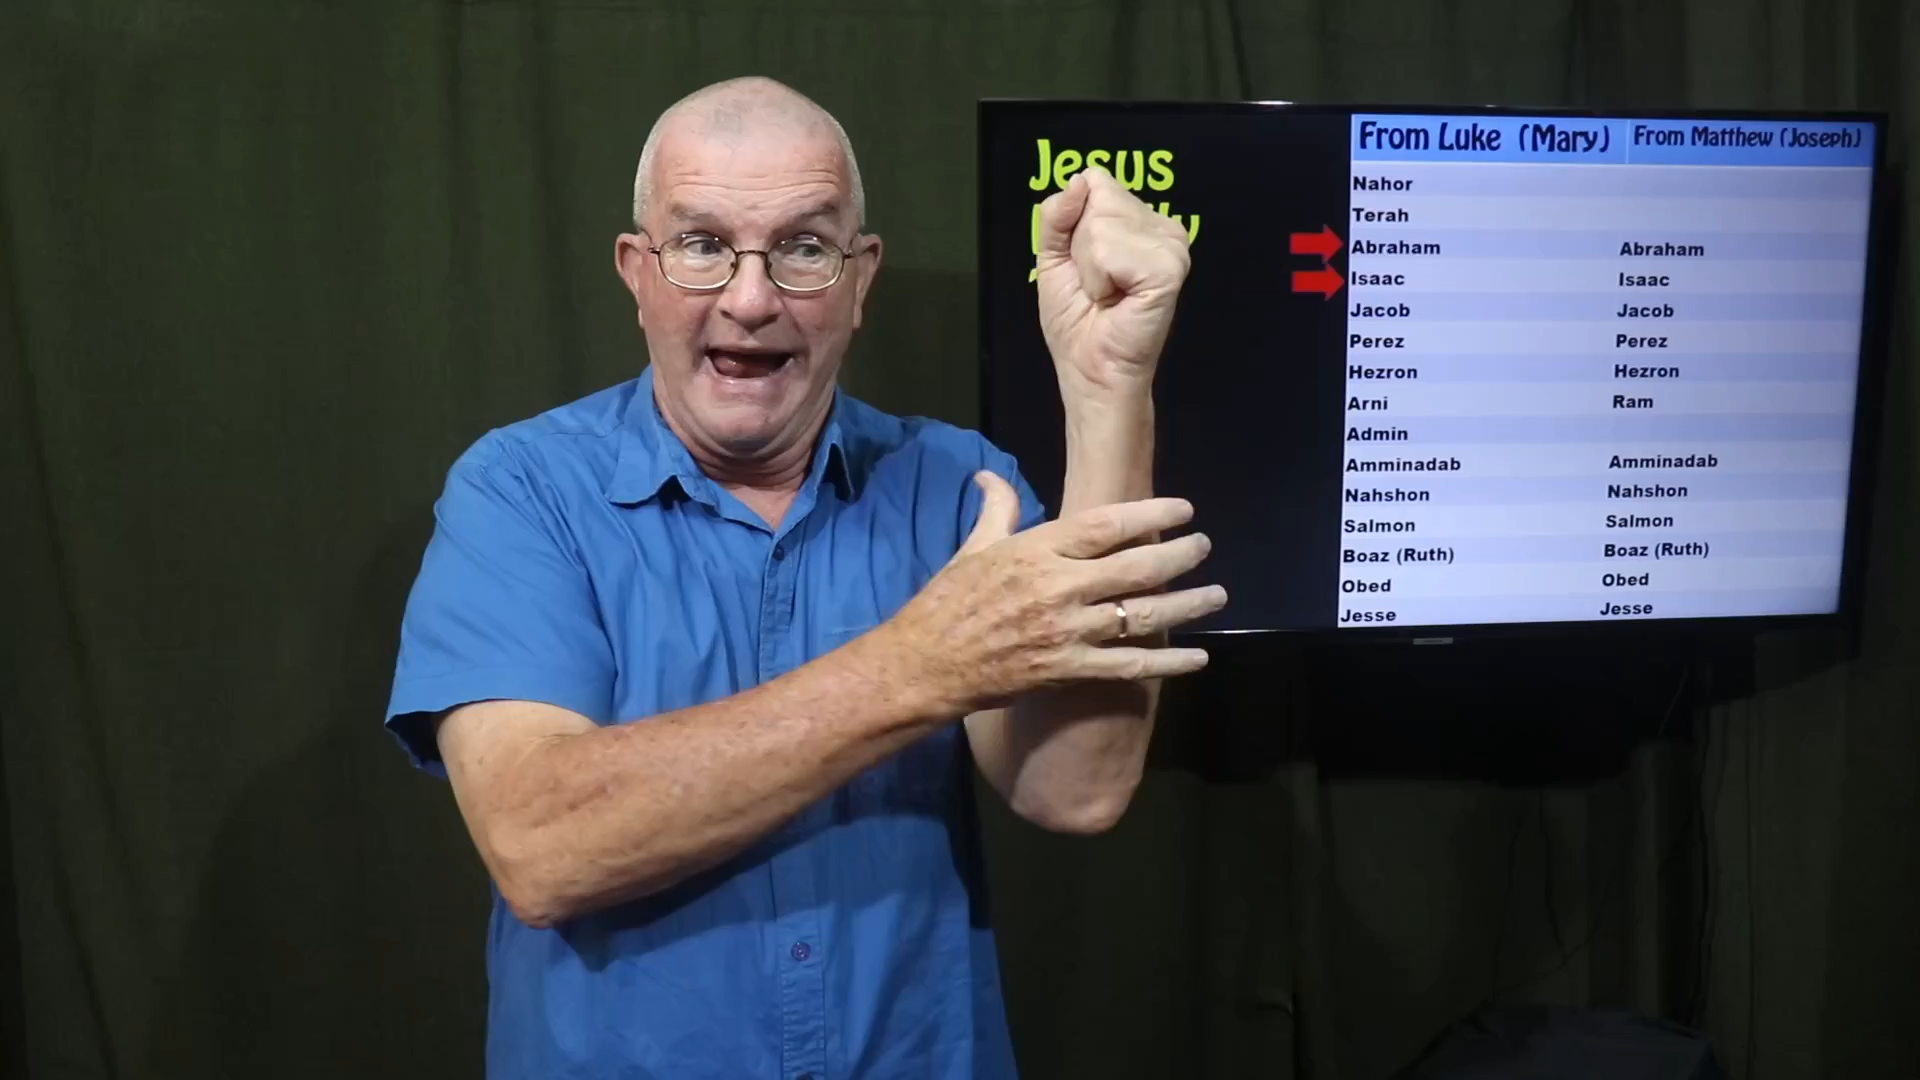 Jesus
From Luke (Mary) From Matthew (Joseph)
Nahor
Terah
Abraham Abraham
Isaac Isaac
Jacob Jacob
Perez Perez
Hezron Hezron
Arni Ram
Admin
Amminadab Amminadab
Nahshon Nahshon
Salmon Salmon
Boaz (Ruth) Boaz (Ruth)
Obed Obed
Jesse Jesse